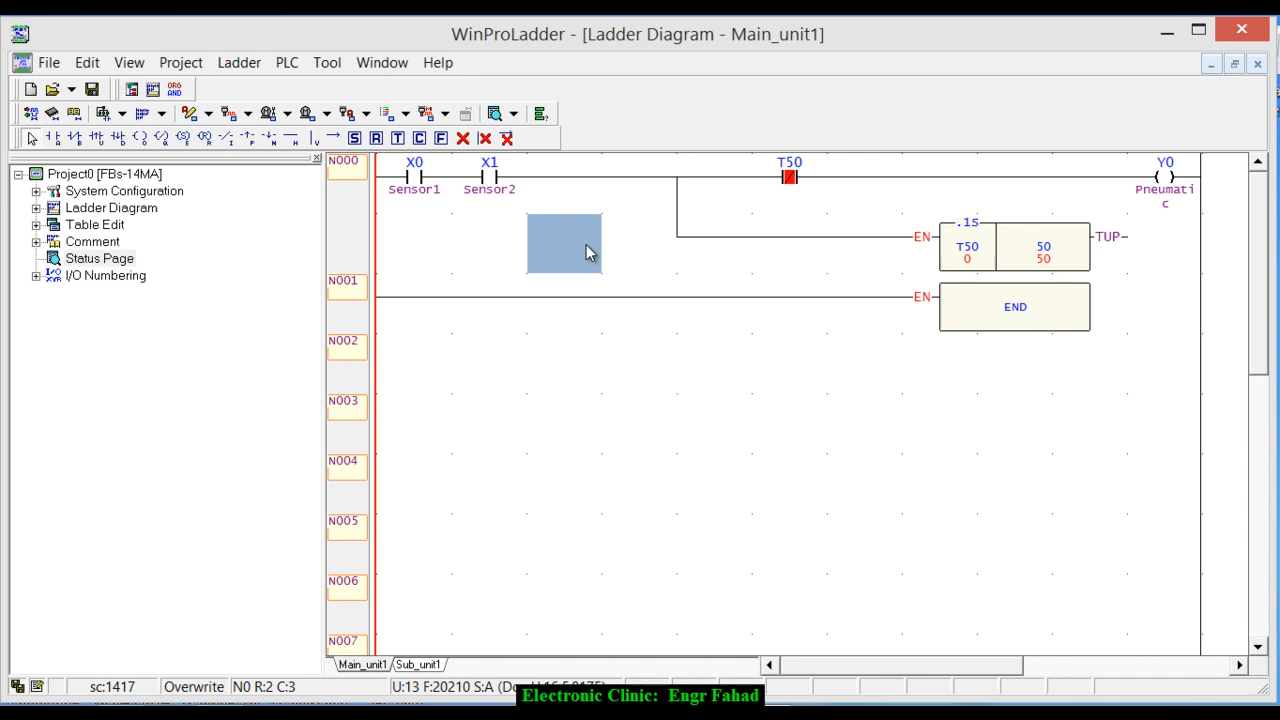 WinProLadder - [Ladder Diagram - Main_unit1]
File Edit View Project Ladder PLC Tool Window Help
ORG
AND
A B U D O Q S R I P N H V S R T C F
Project0 [FBs-14MA]
System Configuration
Ladder Diagram
Table Edit
Comment
Status Page
I/O Numbering
N000 X0 X1 T50 Y0
Sensor1 Sensor2 Pneumati
c
.1S
EN T50 50 TUP
0 50
N001
EN END
N002
N003
N004
N005
N006
N007
Main_unit1 Sub_unit1
sc:1417 Overwrite N0 R:2 C:3 U:13 F:20210 S:A
Electronic Clinic: Engr Fahad